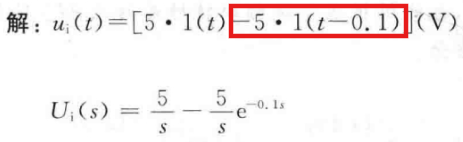 解：uᵢ(t)=[5·1(t)−5·1(t−0.1)](V)
Uᵢ(s) = 5/s − 5/s e^{−0.1s}